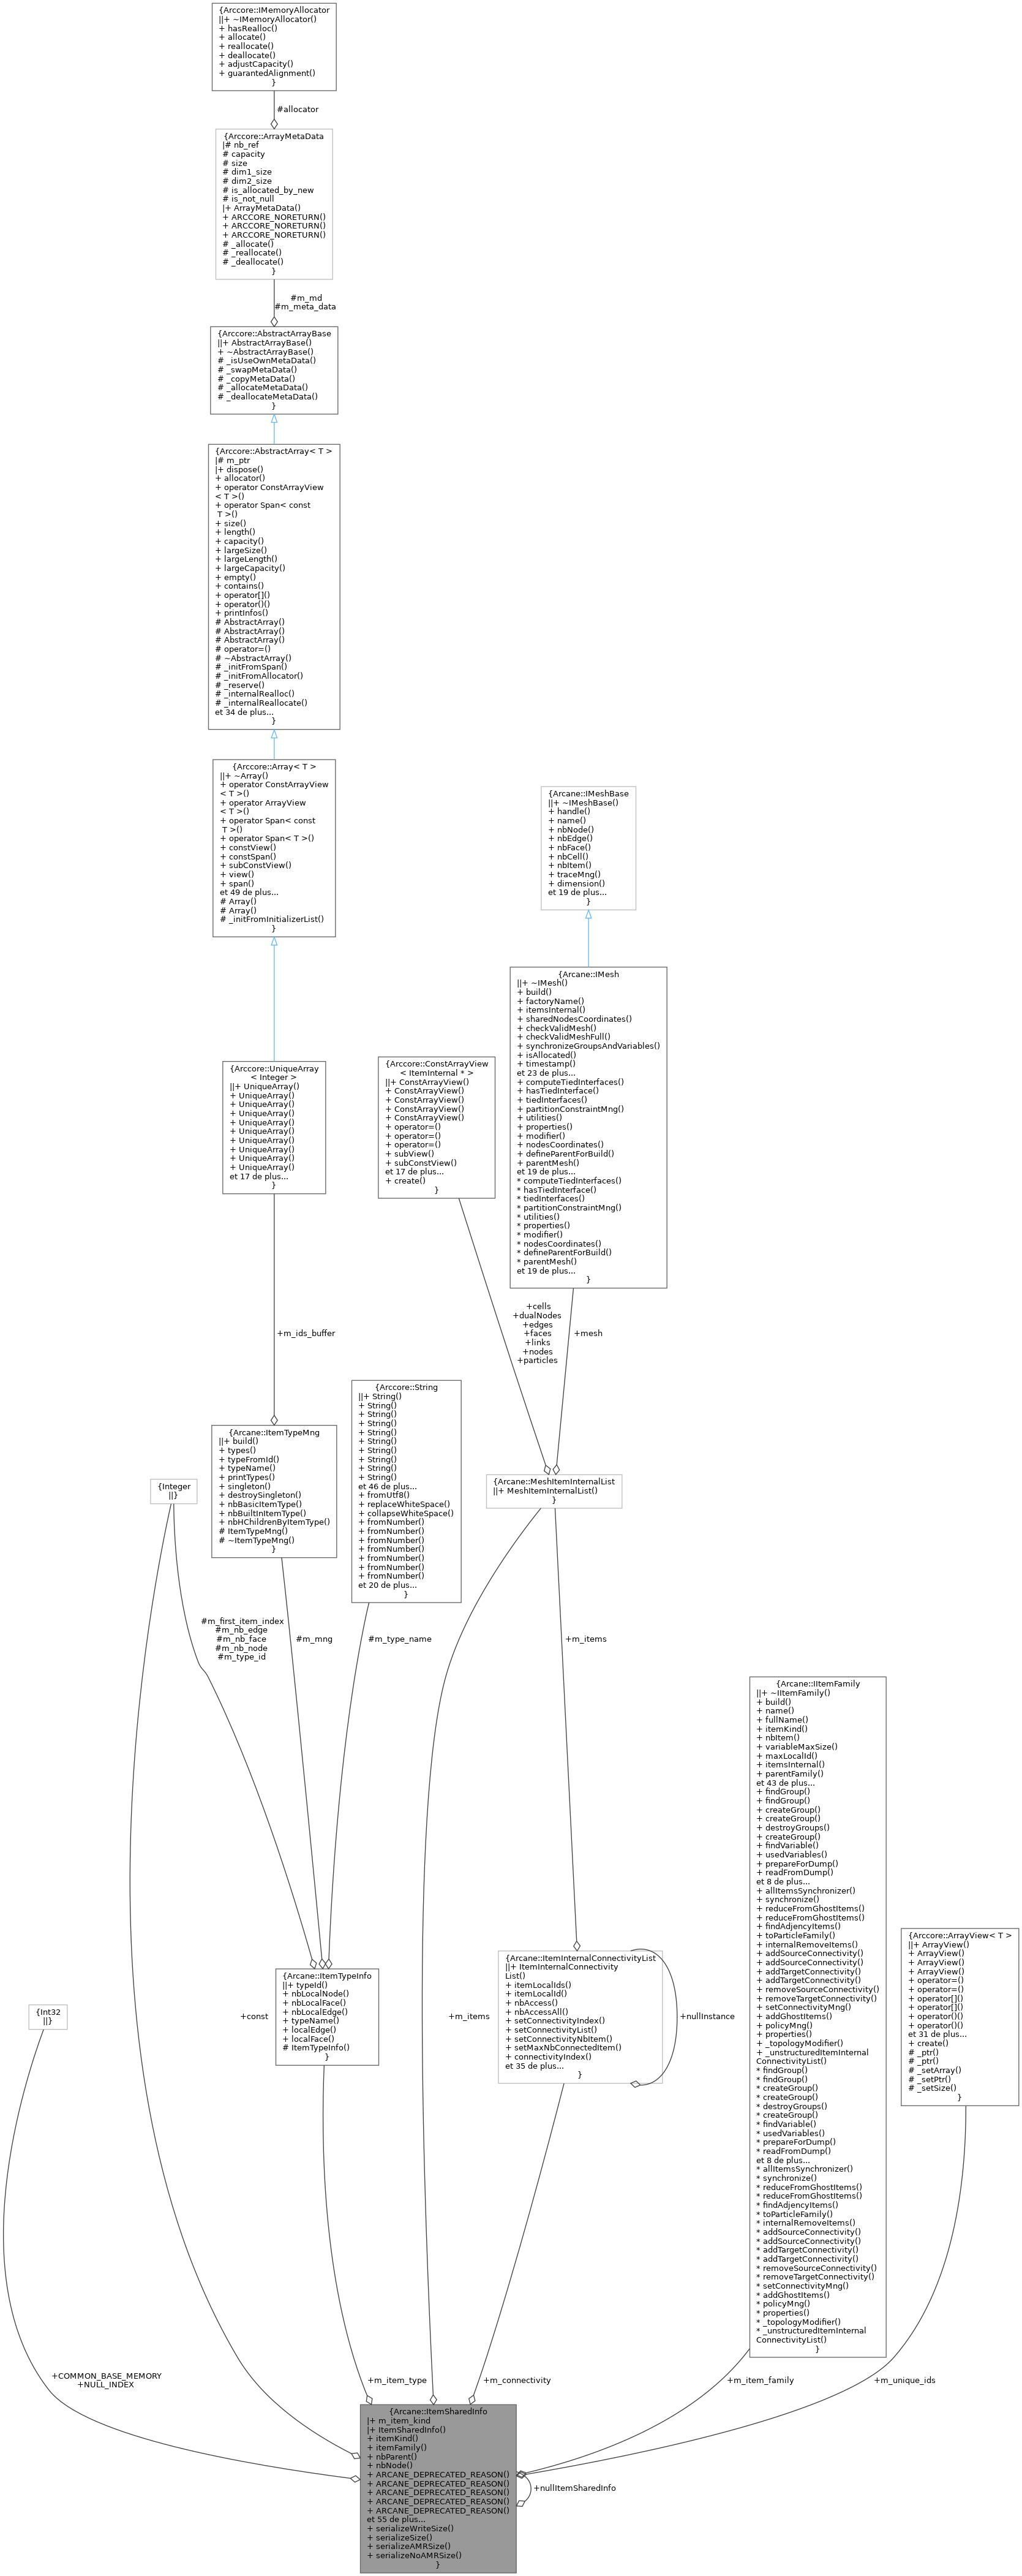 {Arccore::IMemoryAllocator
||+ ~IMemoryAllocator()
+ hasRealloc()
+ allocate()
+ reallocate()
+ deallocate()
+ adjustCapacity()
+ guarantedAlignment()
}
#allocator
{Arccore::ArrayMetaData
|# nb_ref
# capacity
# size
# dim1_size
# dim2_size
# is_allocated_by_new
# is_not_null
|+ ArrayMetaData()
+ ARCCORE_NORETURN()
+ ARCCORE_NORETURN()
+ ARCCORE_NORETURN()
# _allocate()
# _reallocate()
# _deallocate()
}
#m_md
#m_meta_data
{Arccore::AbstractArrayBase
||+ AbstractArrayBase()
+ ~AbstractArrayBase()
# _isUseOwnMetaData()
# _swapMetaData()
# _copyMetaData()
# _allocateMetaData()
# _deallocateMetaData()
}
{Arccore::AbstractArray< T >
|# m_ptr
|+ dispose()
+ allocator()
+ operator ConstArrayView
< T >()
+ operator Span< const
T >()
+ size()
+ length()
+ capacity()
+ largeSize()
+ largeLength()
+ largeCapacity()
+ empty()
+ contains()
+ operator[]()
+ operator()()
+ printInfos()
# AbstractArray()
# AbstractArray()
# AbstractArray()
# operator=()
# ~AbstractArray()
# _initFromSpan()
# _initFromAllocator()
# _reserve()
# _internalRealloc()
# _internalReallocate()
et 34 de plus...
}
{Arccore::Array< T >
||+ ~Array()
+ operator ConstArrayView
< T >()
+ operator ArrayView
< T >()
+ operator Span< const
T >()
+ operator Span< T >()
+ constView()
+ constSpan()
+ subConstView()
+ view()
+ span()
et 49 de plus...
# Array()
# Array()
# _initFromInitializerList()
}
{Arcane::IMeshBase
||+ ~IMeshBase()
+ handle()
+ name()
+ nbNode()
+ nbEdge()
+ nbFace()
+ nbCell()
+ nbItem()
+ traceMng()
+ dimension()
et 19 de plus...
}
{Arcane::IMesh
||+ ~IMesh()
+ build()
+ factoryName()
+ itemsInternal()
+ sharedNodesCoordinates()
+ checkValidMesh()
+ checkValidMeshFull()
+ synchronizeGroupsAndVariables()
+ isAllocated()
+ timestamp()
et 23 de plus...
+ computeTiedInterfaces()
+ hasTiedInterface()
+ tiedInterfaces()
+ partitionConstraintMng()
+ utilities()
+ properties()
+ modifier()
+ nodesCoordinates()
+ defineParentForBuild()
+ parentMesh()
et 19 de plus...
* computeTiedInterfaces()
* hasTiedInterface()
* tiedInterfaces()
* partitionConstraintMng()
* utilities()
* properties()
* modifier()
* nodesCoordinates()
* defineParentForBuild()
* parentMesh()
et 19 de plus...
}
{Arccore::UniqueArray
< Integer >
||+ UniqueArray()
+ UniqueArray()
+ UniqueArray()
+ UniqueArray()
+ UniqueArray()
+ UniqueArray()
+ UniqueArray()
+ UniqueArray()
+ UniqueArray()
+ UniqueArray()
et 17 de plus...
}
{Arccore::ConstArrayView
< ItemInternal * >
||+ ConstArrayView()
+ ConstArrayView()
+ ConstArrayView()
+ ConstArrayView()
+ ConstArrayView()
+ operator=()
+ operator=()
+ operator=()
+ subView()
+ subConstView()
et 17 de plus...
+ create()
}
+m_ids_buffer
+cells
+dualNodes
+edges
+faces
+links
+nodes
+particles
+mesh
{Arcane::ItemTypeMng
||+ build()
+ types()
+ typeFromId()
+ typeName()
+ printTypes()
+ singleton()
+ destroySingleton()
+ nbBasicItemType()
+ nbBuiltInItemType()
+ nbHChildrenByItemType()
# ItemTypeMng()
# ~ItemTypeMng()
}
{Arccore::String
||+ String()
+ String()
+ String()
+ String()
+ String()
+ String()
+ String()
+ String()
+ String()
+ String()
et 46 de plus...
+ fromUtf8()
+ replaceWhiteSpace()
+ collapseWhiteSpace()
+ fromNumber()
+ fromNumber()
+ fromNumber()
+ fromNumber()
+ fromNumber()
+ fromNumber()
+ fromNumber()
et 20 de plus...
}
{Integer
||}
{Arcane::MeshItemInternalList
||+ MeshItemInternalList()
}
#m_first_item_index
#m_nb_edge
#m_nb_face
#m_nb_node
#m_type_id
#m_mng
#m_type_name
+m_items
{Arcane::IItemFamily
||+ ~IItemFamily()
+ build()
+ name()
+ fullName()
+ itemKind()
+ nbItem()
+ variableMaxSize()
+ maxLocalId()
+ itemsInternal()
+ parentFamily()
et 43 de plus...
+ findGroup()
+ findGroup()
+ createGroup()
+ createGroup()
+ destroyGroups()
+ createGroup()
+ findVariable()
+ usedVariables()
+ prepareForDump()
+ readFromDump()
et 8 de plus...
+ allItemsSynchronizer()
+ synchronize()
+ reduceFromGhostItems()
+ reduceFromGhostItems()
+ findAdjencyItems()
+ toParticleFamily()
+ internalRemoveItems()
+ addSourceConnectivity()
+ addSourceConnectivity()
+ addTargetConnectivity()
+ addTargetConnectivity()
+ removeSourceConnectivity()
+ removeTargetConnectivity()
+ setConnectivityMng()
+ addGhostItems()
+ policyMng()
+ properties()
+ _topologyModifier()
+ _unstructuredItemInternal
ConnectivityList()
* findGroup()
* findGroup()
* createGroup()
* createGroup()
* destroyGroups()
* createGroup()
* findVariable()
* usedVariables()
* prepareForDump()
* readFromDump()
et 8 de plus...
* allItemsSynchronizer()
* synchronize()
* reduceFromGhostItems()
* reduceFromGhostItems()
* findAdjencyItems()
* toParticleFamily()
* internalRemoveItems()
* addSourceConnectivity()
* addSourceConnectivity()
* addTargetConnectivity()
* addTargetConnectivity()
* removeSourceConnectivity()
* removeTargetConnectivity()
* setConnectivityMng()
* addGhostItems()
* policyMng()
* properties()
* _topologyModifier()
* _unstructuredItemInternal
ConnectivityList()
}
{Arccore::ArrayView< T >
||+ ArrayView()
+ ArrayView()
+ ArrayView()
+ ArrayView()
+ operator=()
+ operator=()
+ operator[]()
+ operator[]()
+ operator()()
+ operator()()
et 31 de plus...
+ create()
# _ptr()
# _ptr()
# _setArray()
# _setPtr()
# _setSize()
}
{Int32
||}
+const
{Arcane::ItemTypeInfo
||+ typeId()
+ nbLocalNode()
+ nbLocalFace()
+ nbLocalEdge()
+ typeName()
+ localEdge()
+ localFace()
# ItemTypeInfo()
}
+m_items
{Arcane::ItemInternalConnectivityList
||+ ItemInternalConnectivity
List()
+ itemLocalIds()
+ itemLocalId()
+ nbAccess()
+ nbAccessAll()
+ setConnectivityIndex()
+ setConnectivityList()
+ setConnectivityNbItem()
+ setMaxNbConnectedItem()
+ connectivityIndex()
et 35 de plus...
}
+nullInstance
+COMMON_BASE_MEMORY
+NULL_INDEX
+m_item_type
+m_connectivity
+m_item_family
+m_unique_ids
{Arcane::ItemSharedInfo
|+ m_item_kind
|+ ItemSharedInfo()
+ itemKind()
+ itemFamily()
+ nbParent()
+ nbNode()
+ ARCANE_DEPRECATED_REASON()
+ ARCANE_DEPRECATED_REASON()
+ ARCANE_DEPRECATED_REASON()
+ ARCANE_DEPRECATED_REASON()
+ ARCANE_DEPRECATED_REASON()
et 55 de plus...
+ serializeWriteSize()
+ serializeSize()
+ serializeAMRSize()
+ serializeNoAMRSize()
}
+nullItemSharedInfo